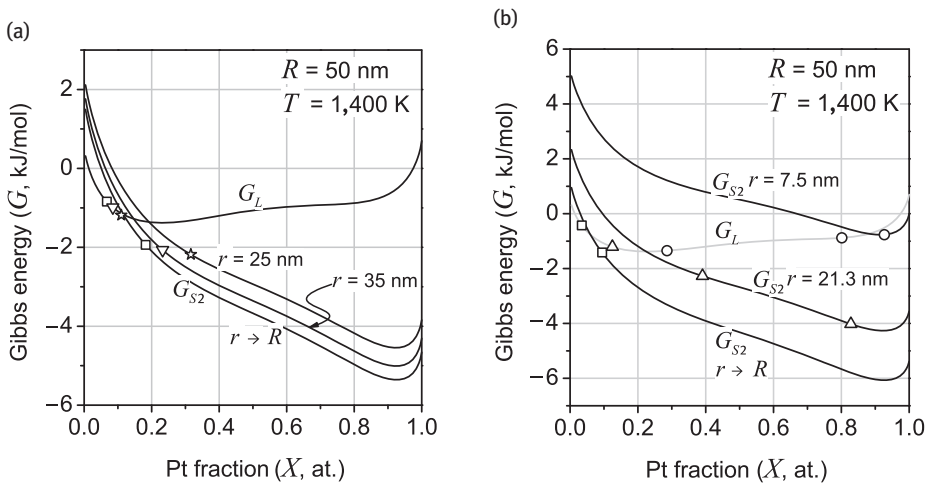 (a)
R = 50 nm
T = 1,400 K
G_L
r = 25 nm
r = 35 nm
G_S2
r → R
2
0
−2
−4
−6
0.0 0.2 0.4 0.6 0.8 1.0
Gibbs energy (G, kJ/mol)
Pt fraction (X, at.)
(b)
R = 50 nm
T = 1,400 K
G_S2 r = 7.5 nm
G_L
G_S2 r = 21.3 nm
G_S2
r → R
6
4
2
0
−2
−4
−6
0.0 0.2 0.4 0.6 0.8 1.0
Gibbs energy (G, kJ/mol)
Pt fraction (X, at.)